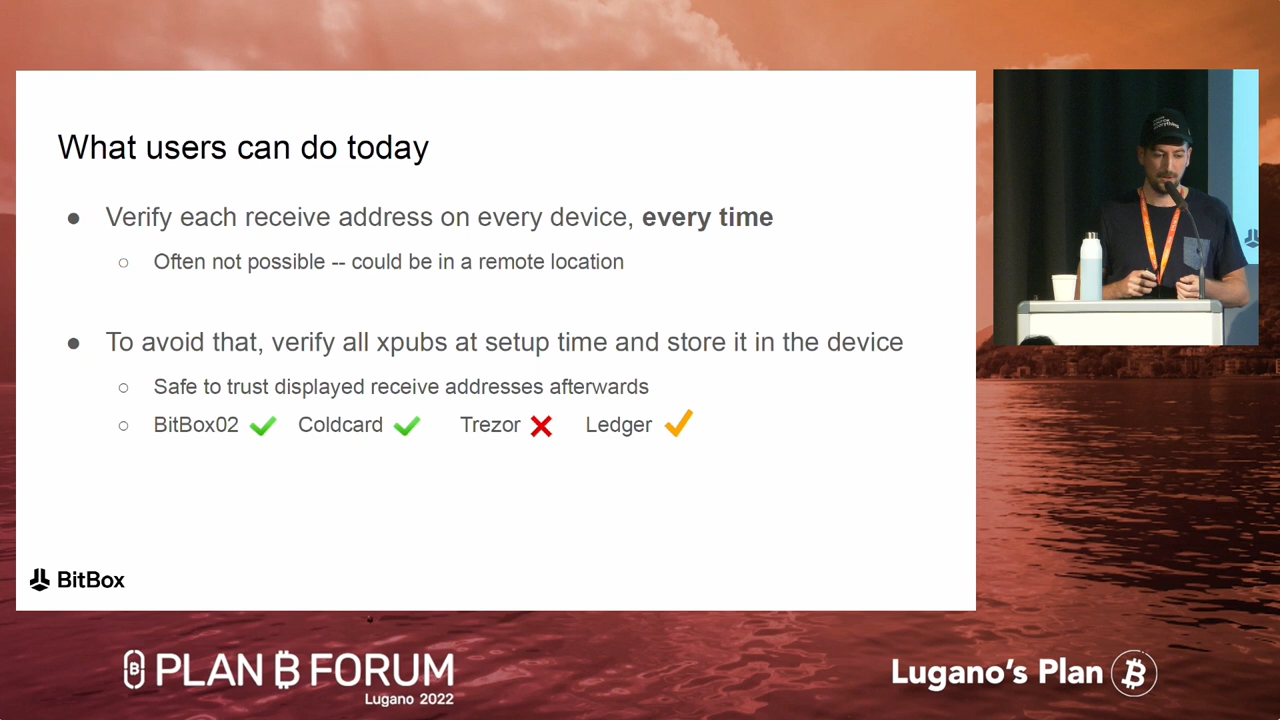 What users can do today
● Verify each receive address on every device, every time
○ Often not possible -- could be in a remote location
● To avoid that, verify all xpubs at setup time and store it in the device
○ Safe to trust displayed receive addresses afterwards
○ BitBox02 ✔ Coldcard ✔ Trezor ❌ Ledger ✔
BitBox
PLAN ₿ FORUM
Lugano 2022
Lugano's Plan ₿